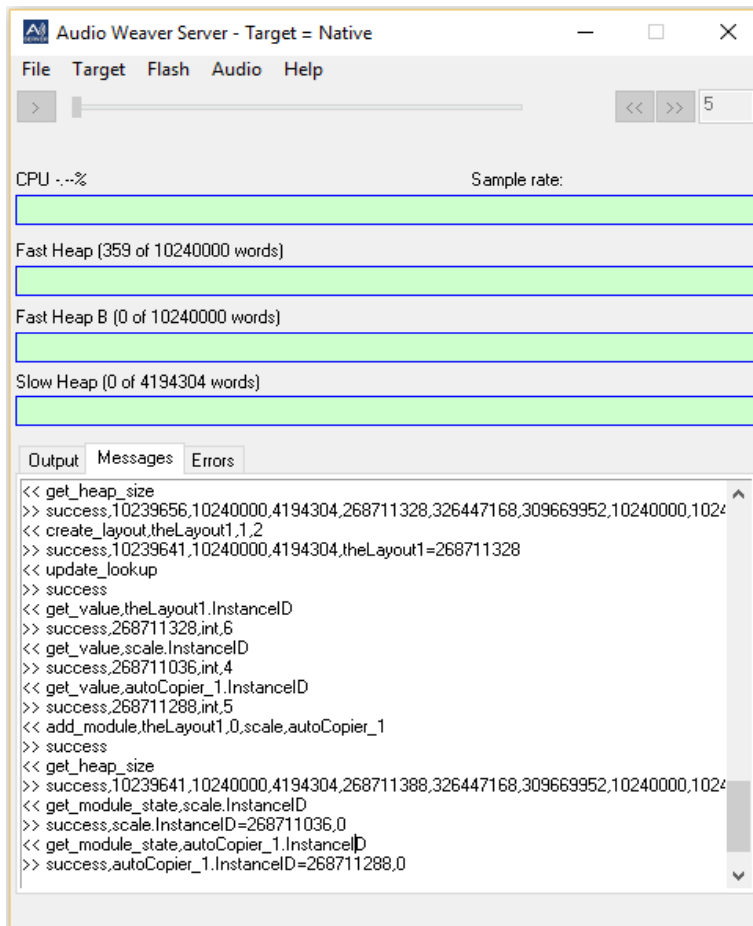 Audio Weaver Server - Target = Native
File Target Flash Audio Help
> << >> 5
CPU -.--% Sample rate:
Fast Heap (359 of 10240000 words)
Fast Heap B (0 of 10240000 words)
Slow Heap (0 of 4194304 words)
Output Messages Errors
<< get_heap_size
>> success,10239656,10240000,4194304,268711328,326447168,309669952,10240000,1024
<< create_layout,theLayout1,1,2
>> success,10239641,10240000,4194304,theLayout1=268711328
<< update_lookup
>> success
<< get_value,theLayout1.InstanceID
>> success,268711328,int,6
<< get_value,scale.InstanceID
>> success,268711036,int,4
<< get_value,autoCopier_1.InstanceID
>> success,268711288,int,5
<< add_module,theLayout1,0,scale,autoCopier_1
>> success
<< get_heap_size
>> success,10239641,10240000,4194304,268711388,326447168,309669952,10240000,1024
<< get_module_state,scale.InstanceID
>> success,scale.InstanceID=268711036,0
<< get_module_state,autoCopier_1.InstanceID
>> success,autoCopier_1.InstanceID=268711288,0